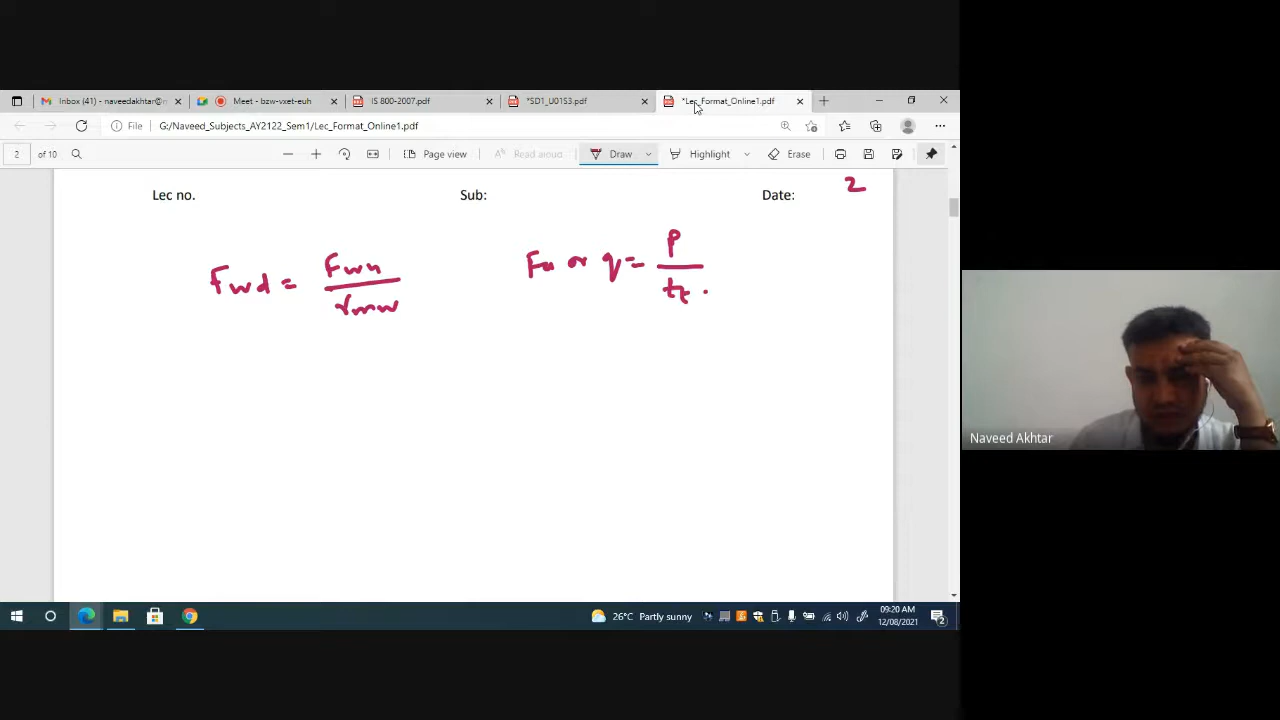 Inbox (41) - naveedakhtar@
Meet - bzw-vxet-euh
IS 800-2007.pdf
*SD1_U01S3.pdf
*Lec_Format_Online1.pdf
File
G:/Naveed_Subjects_AY2122_Sem1/Lec_Format_Online1.pdf
2
of 10
Page view
Read aloud
Draw
Highlight
Erase
Lec no.
Sub:
Date:
2
Fwd = Fwn / γmw
Fa or q = P / tt.
Naveed Akhtar
26°C Partly sunny
09:20 AM
12/08/2021
2